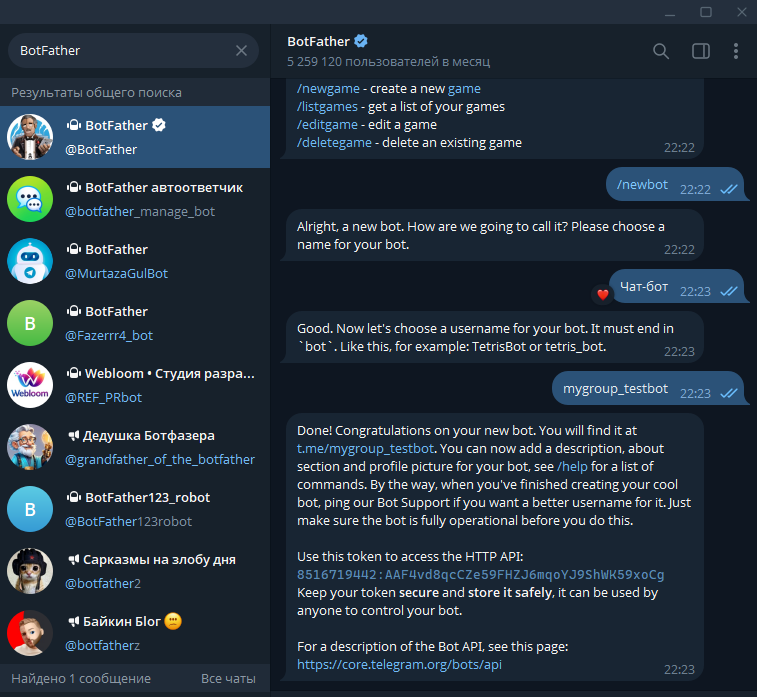 BotFather
Результаты общего поиска
BotFather
@BotFather
BotFather автоответчик
@botfather_manage_bot
BotFather
@MurtazaGulBot
B
BotFather
@Fazerrr4_bot
Webloom
Webloom • Студия разра...
@REF_PRbot
Дедушка Ботфазера
@grandfather_of_the_botfather
B
BotFather123_robot
@BotFather123robot
Сарказмы на злобу дня
@botfather2
Байкин Блог
@botfatherz
Найдено 1 сообщение
Все чаты
BotFather
5 259 120 пользователей в месяц
/newgame - create a new game
/listgames - get a list of your games
/editgame - edit a game
/deletegame - delete an existing game
22:22
/newbot 22:22
Alright, a new bot. How are we going to call it? Please choose a
name for your bot.
22:22
Чат-бот 22:23
Good. Now let's choose a username for your bot. It must end in
`bot`. Like this, for example: TetrisBot or tetris_bot.
22:23
mygroup_testbot 22:23
Done! Congratulations on your new bot. You will find it at
t.me/mygroup_testbot. You can now add a description, about
section and profile picture for your bot, see /help for a list of
commands. By the way, when you've finished creating your cool
bot, ping our Bot Support if you want a better username for it. Just
make sure the bot is fully operational before you do this.
Use this token to access the HTTP API:
8516719442:AAF4vd8qcCZe59FHZJ6mqoYJ9ShWK59xoCg
Keep your token secure and store it safely, it can be used by
anyone to control your bot.
For a description of the Bot API, see this page:
https://core.telegram.org/bots/api
22:23